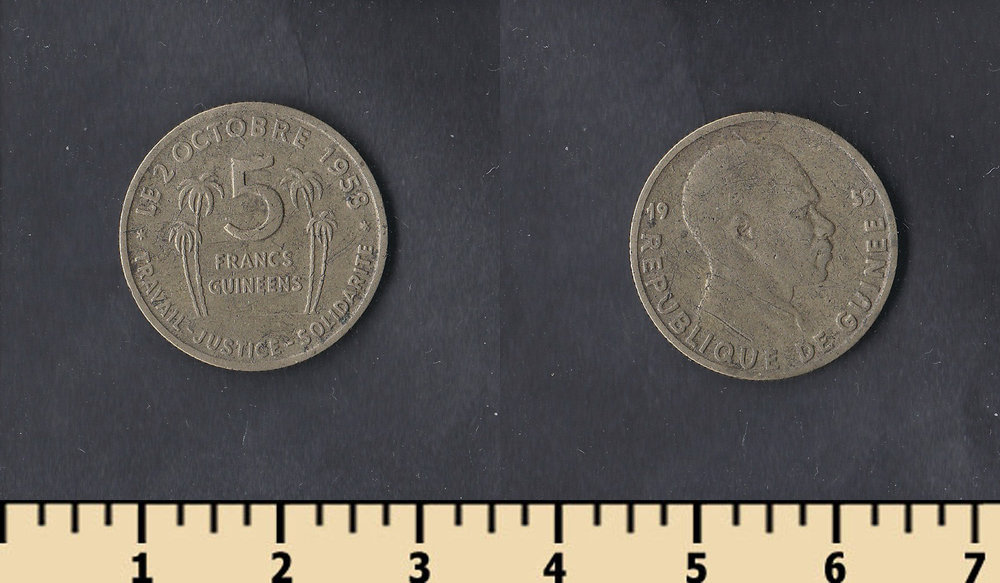 LE 2 OCTOBRE 1958
5
FRANCS
GUINEENS
* TRAVAIL-JUSTICE-SOLIDARITE *
19 59
REPUBLIQUE DE GUINEE
1 2 3 4 5 6 7